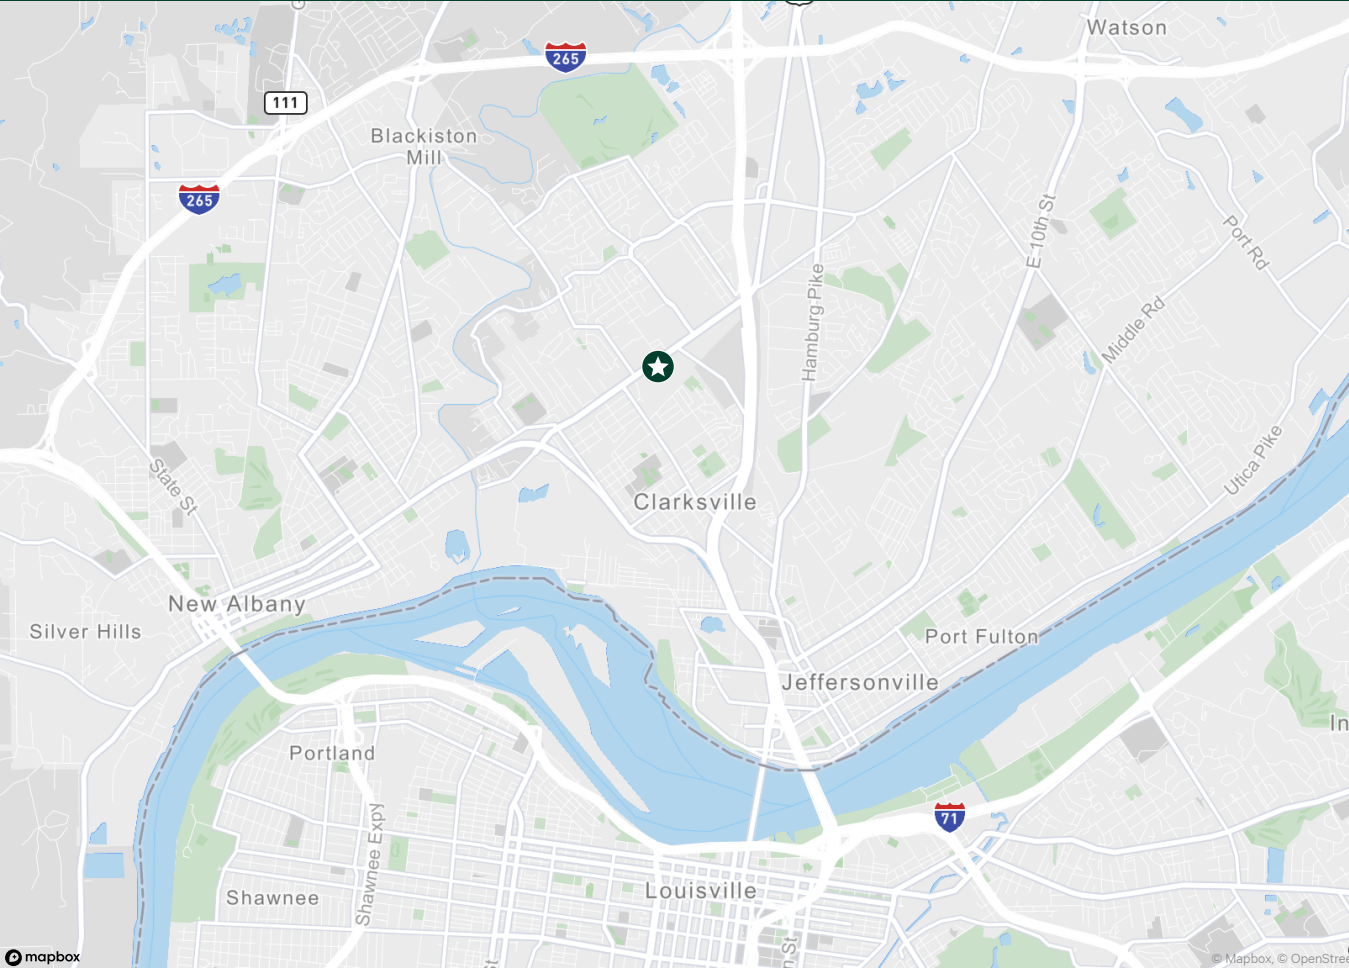 Watson
265
111
Blackiston
Mill
265
E 10th St
Port Rd
Hamburg Pike
Middle Rd
State St
Utica Pike
Clarksville
New Albany
Silver Hills
Port Fulton
Jeffersonville
Portland
71
Shawnee Expy
Louisville
Shawnee
mapbox
© Mapbox, © OpenStree